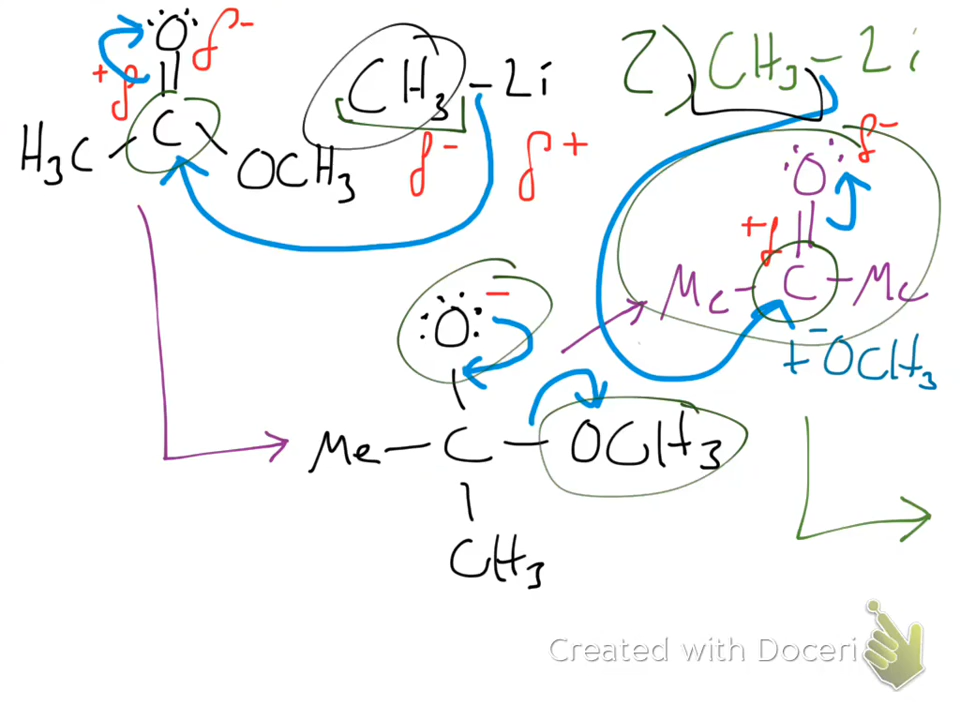 :O: δ-
+δ
C
H₃C
OCH₃
CH₃-Li
δ- δ+
2) CH₃-Li
:O: δ-
+δ
Me-C-Me
+ -OCH₃
:O: -
Me-C-OCH₃
CH₃
Created with Doceri